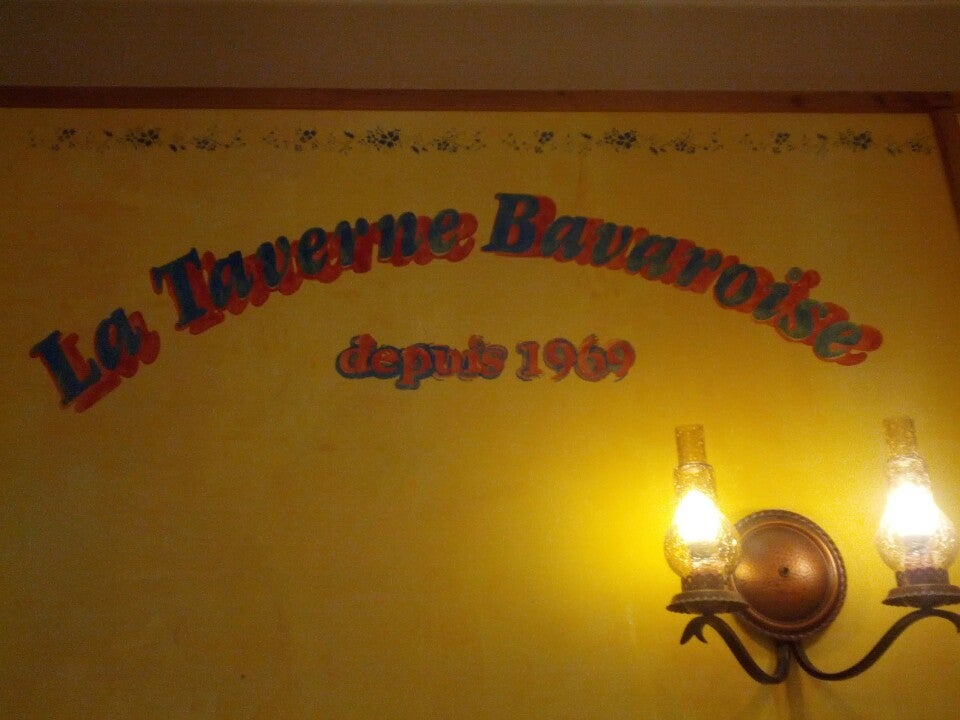 La Taverne Bavaroise
depuis 1969